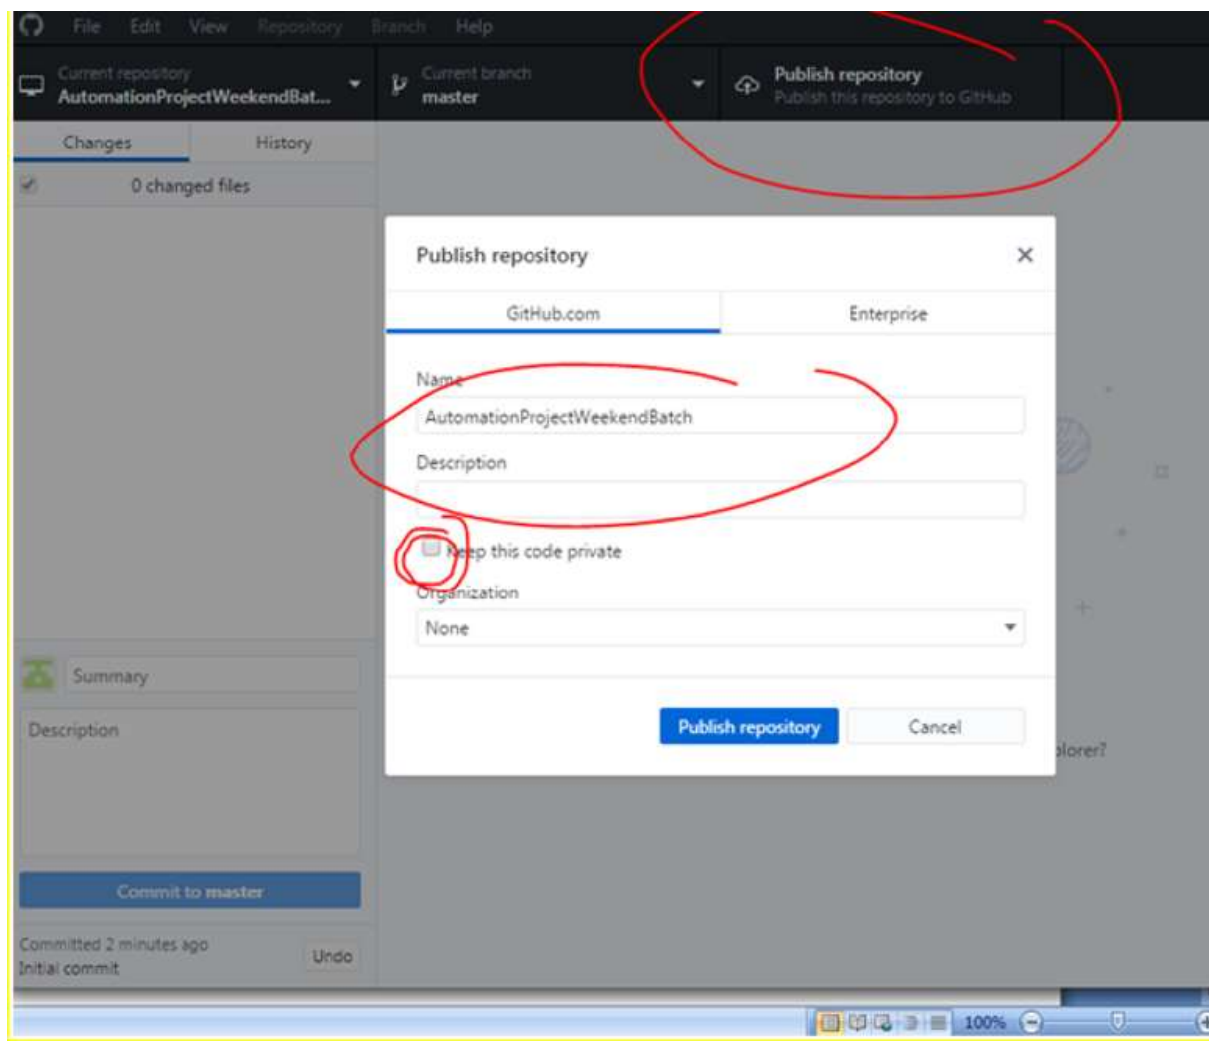 File Edit View Repository Branch Help
Current repository
AutomationProjectWeekendBat...
Current branch
master
Publish repository
Publish this repository to GitHub
Changes History
0 changed files
Publish repository
GitHub.com Enterprise
Name
AutomationProjectWeekendBatch
Description
Keep this code private
Organization
None
Publish repository Cancel
plorer?
Summary
Description
Commit to master
Committed 2 minutes ago
Initial commit
Undo
100%